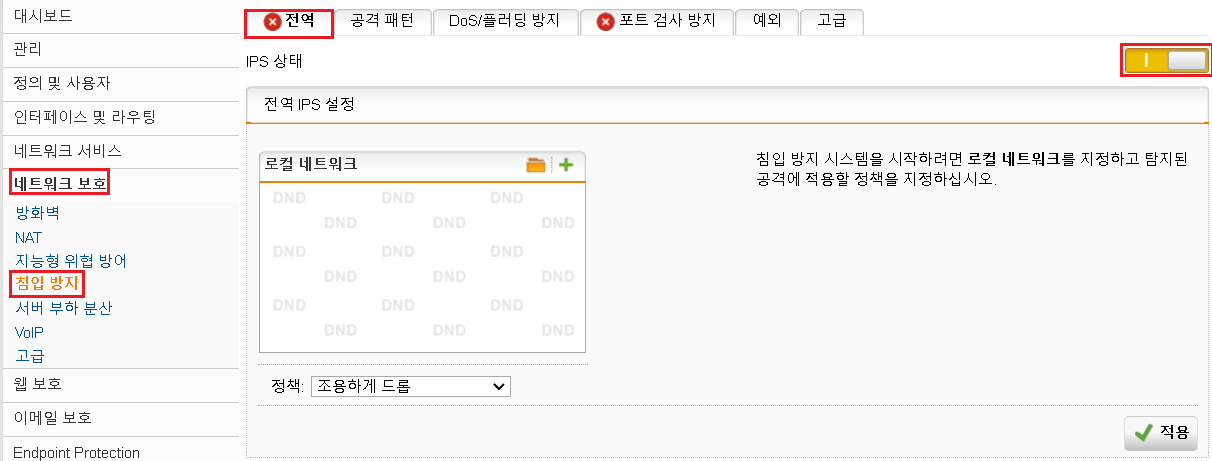 대시보드
관리
정의 및 사용자
인터페이스 및 라우팅
네트워크 서비스
네트워크 보호
방화벽
NAT
지능형 위협 방어
침입 방지
서버 부하 분산
VoIP
고급
웹 보호
이메일 보호
Endpoint Protection
전역
공격 패턴
DoS/플러딩 방지
포트 검사 방지
예외
고급
IPS 상태
전역 IPS 설정
로컬 네트워크
DND DND DND
DND DND DND
DND DND DND
DND DND DND
DND DND DND
DND DND DND
침입 방지 시스템을 시작하려면 로컬 네트워크를 지정하고 탐지된
공격에 적용할 정책을 지정하십시오.
정책: 조용하게 드롭
적용